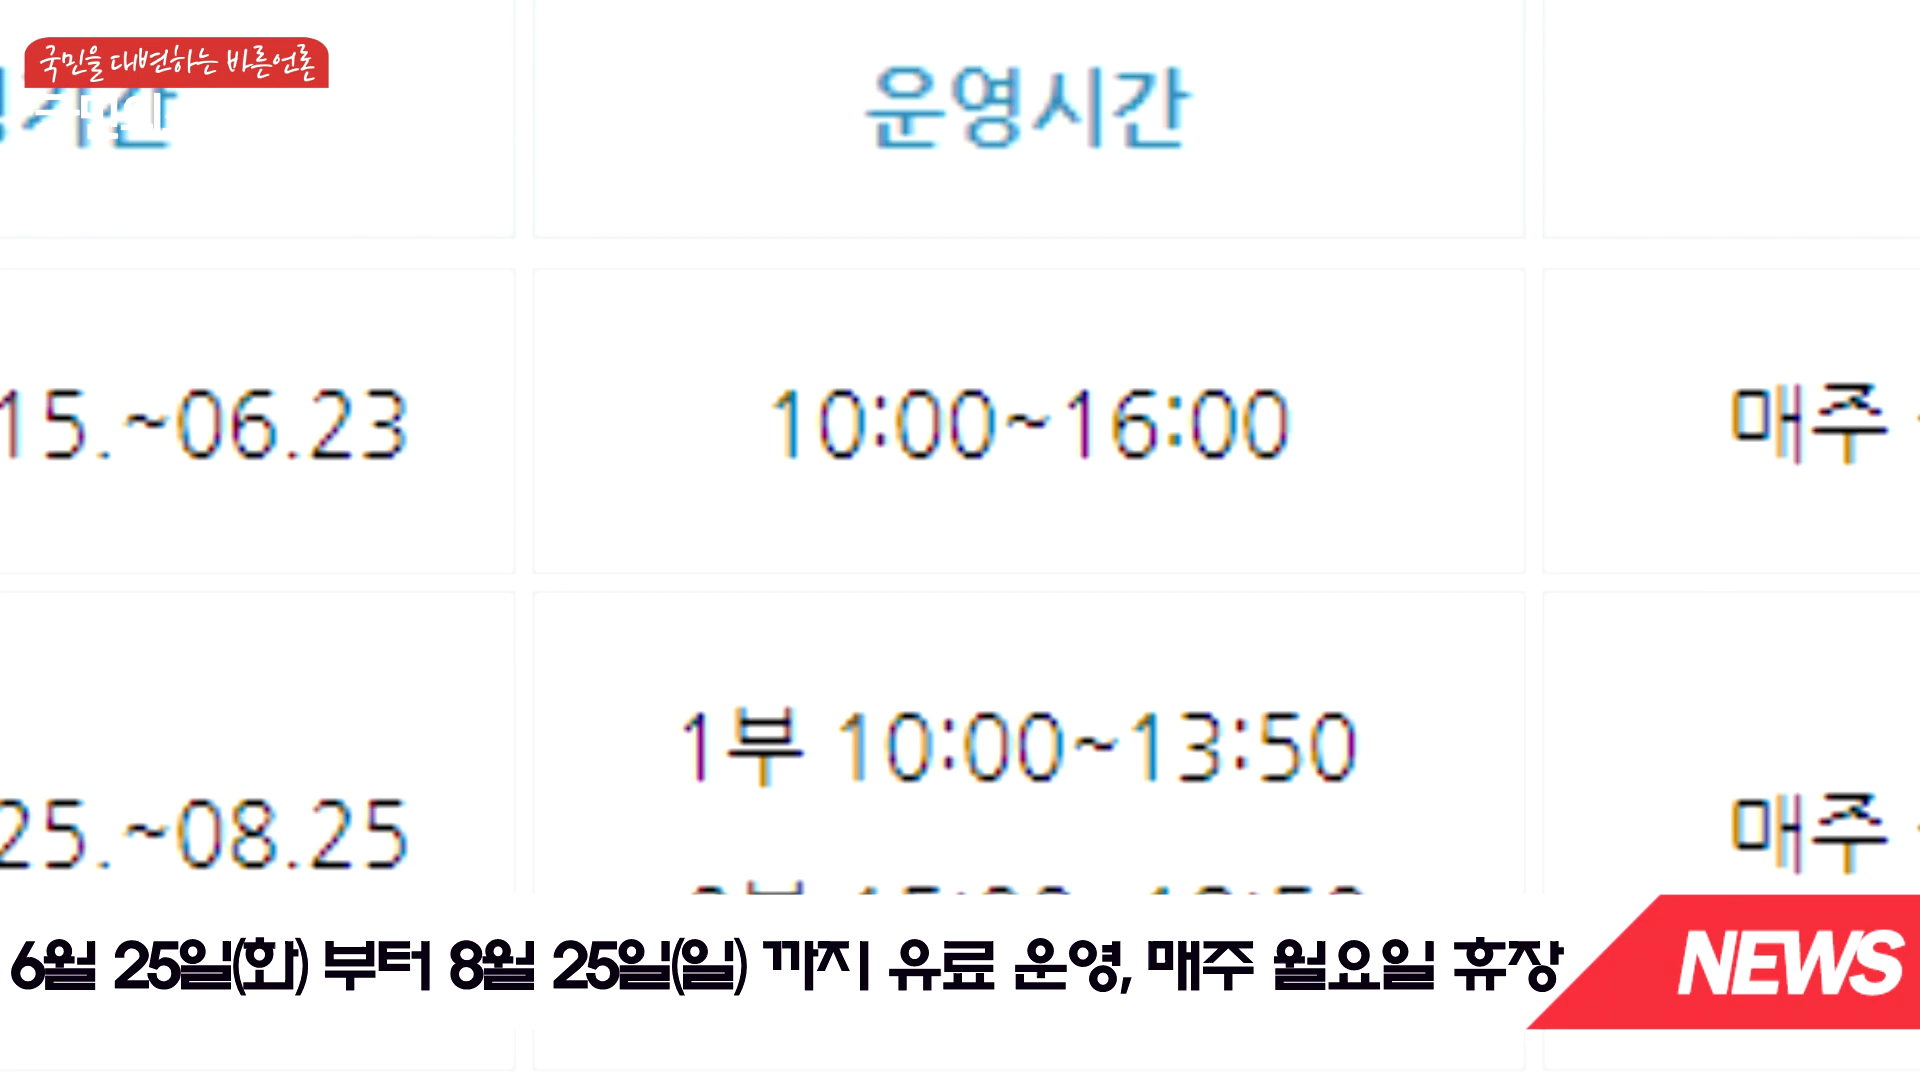 국민을 대변하는 바른언론
운영시간
15.~06.23
10:00~16:00
매주
1부 10:00~13:50
25.~08.25
매주
6월 25일(화) 부터 8월 25일(일) 까지 유료 운영, 매주 월요일 휴장
NEWS